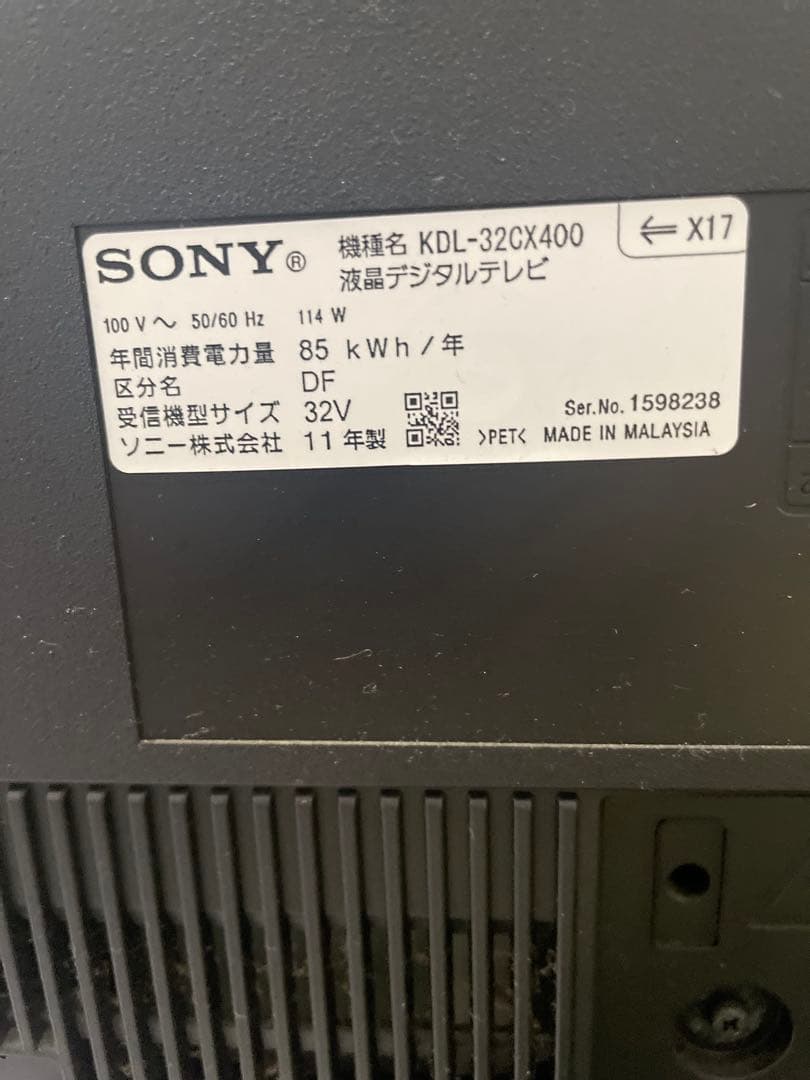 SONY®
機種名 KDL-32CX400
液晶デジタルテレビ
←X17
100 V～ 50/60 Hz 114 W
年間消費電力量 85 kWh/年
区分名 DF
受信機型サイズ 32V
ソニー株式会社 11年製
>PET<
Ser.No. 1598238
MADE IN MALAYSIA